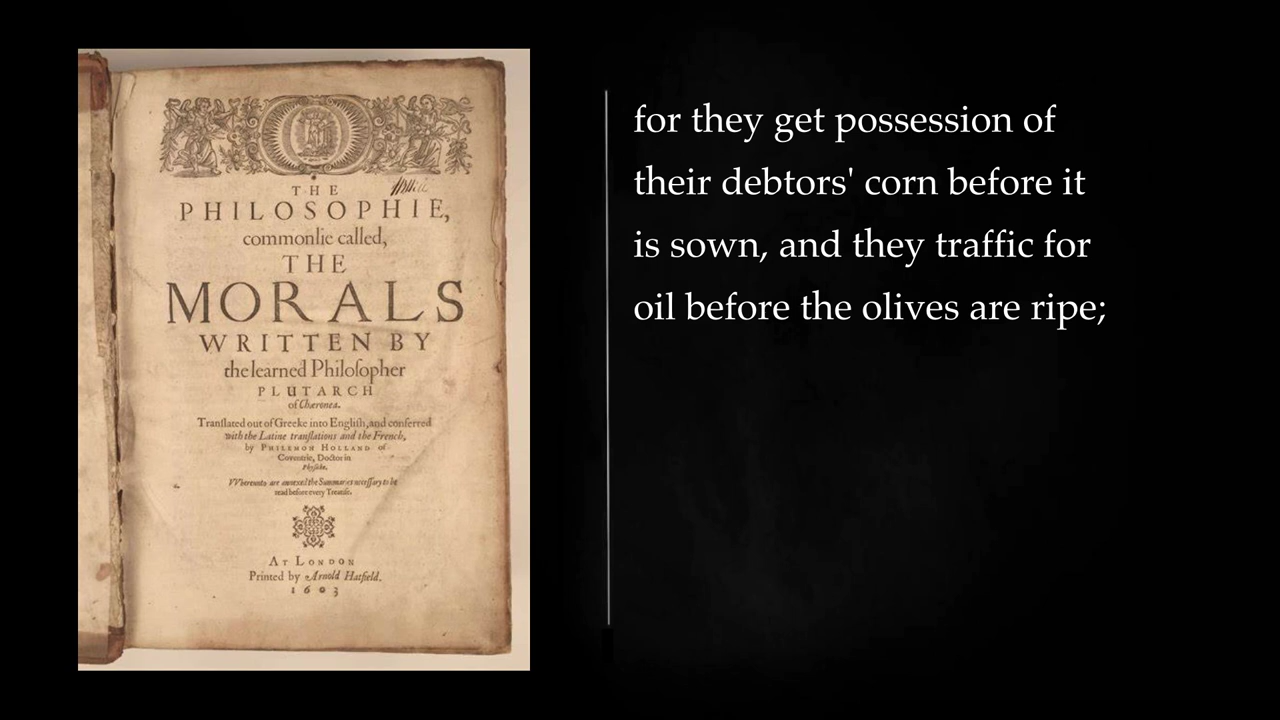 THE
PHILOSOPHIE,
commonlie called,
THE
MORALS
WRITTEN BY
the learned Philoſopher
PLUTARCH
of Chæronea.
Tranſlated out of Greeke into Engliſh, and conferred
with the Latine tranſlations and the French,
by PHILEMON HOLLAND of
Coventrie, Doctor in
Phyſicke.
VVhereunto are annexed the Summaries neceſſary to be
read before every Treatiſe.
AT LONDON
Printed by Arnold Hatfield.
1603
for they get possession of
their debtors' corn before it
is sown, and they traffic for
oil before the olives are ripe;